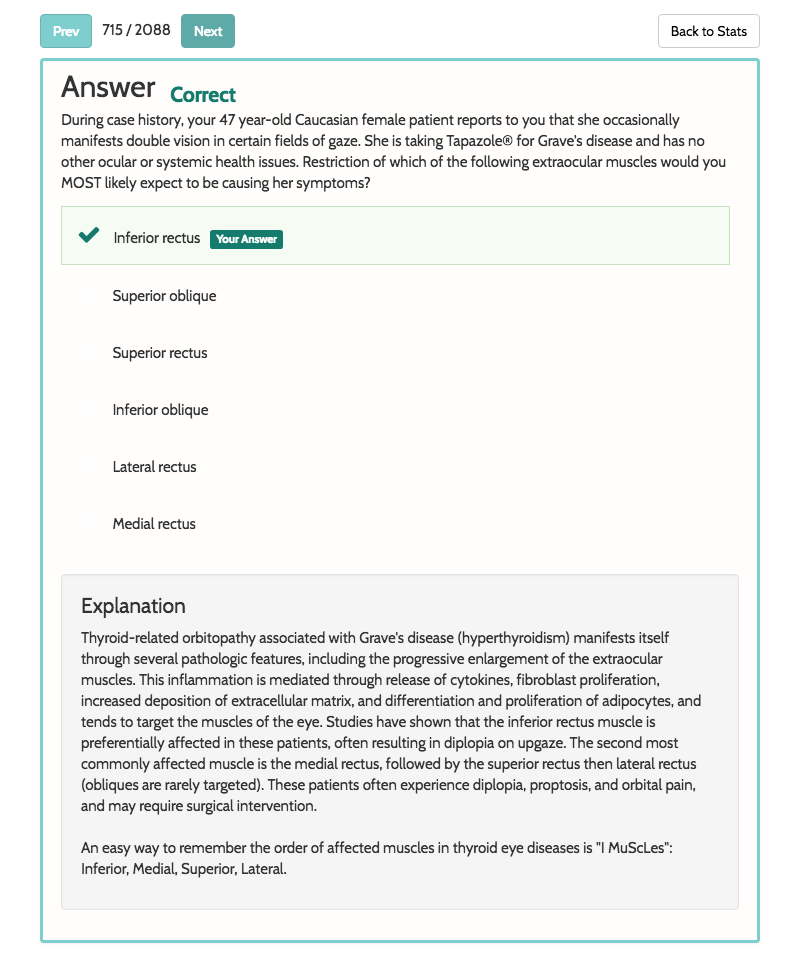 Prev 715 / 2088 Next Back to Stats
Answer Correct
During case history, your 47 year-old Caucasian female patient reports to you that she occasionally
manifests double vision in certain fields of gaze. She is taking Tapazole® for Grave's disease and has no
other ocular or systemic health issues. Restriction of which of the following extraocular muscles would you
MOST likely expect to be causing her symptoms?
Inferior rectus Your Answer
Superior oblique
Superior rectus
Inferior oblique
Lateral rectus
Medial rectus
Explanation
Thyroid-related orbitopathy associated with Grave's disease (hyperthyroidism) manifests itself
through several pathologic features, including the progressive enlargement of the extraocular
muscles. This inflammation is mediated through release of cytokines, fibroblast proliferation,
increased deposition of extracellular matrix, and differentiation and proliferation of adipocytes, and
tends to target the muscles of the eye. Studies have shown that the inferior rectus muscle is
preferentially affected in these patients, often resulting in diplopia on upgaze. The second most
commonly affected muscle is the medial rectus, followed by the superior rectus then lateral rectus
(obliques are rarely targeted). These patients often experience diplopia, proptosis, and orbital pain,
and may require surgical intervention.
An easy way to remember the order of affected muscles in thyroid eye diseases is "I MuScLes":
Inferior, Medial, Superior, Lateral.